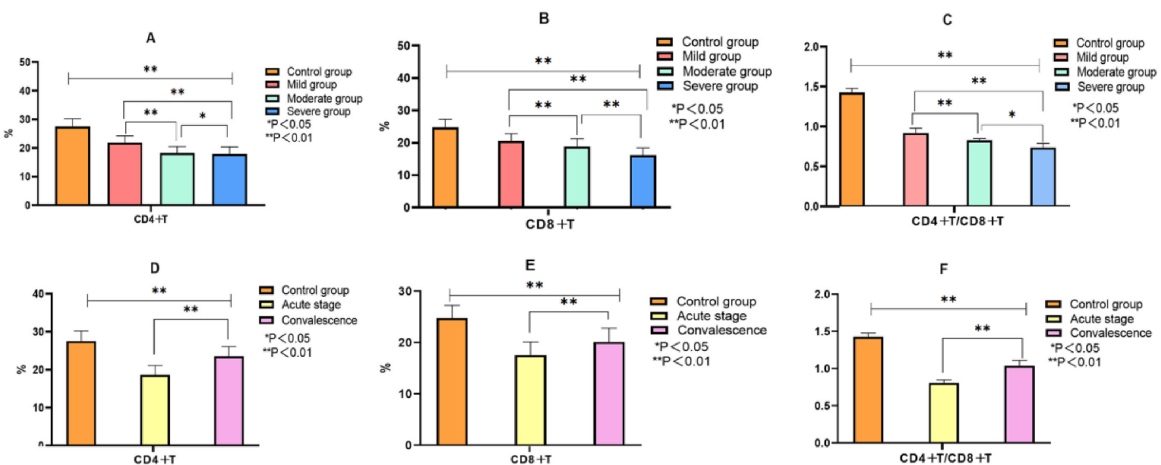 A
50
40
30
20
10
0
%
**
**
**
*
CD4+T
Control group
Mild group
Moderate group
Severe group
*P<0.05
**P<0.01
B
50
40
30
20
10
0
%
**
**
**
**
CD8+T
Control group
Mild group
Moderate group
Severe group
*P<0.05
**P<0.01
C
2.0
1.5
1.0
0.5
0.0
**
**
**
*
CD4+T/CD8+T
Control group
Mild group
Moderate group
Severe group
*P<0.05
**P<0.01
D
40
30
20
10
0
%
**
**
CD4+T
Control group
Acute stage
Convalescence
*P<0.05
**P<0.01
E
30
20
10
0
%
**
**
CD8+T
Control group
Acute stage
Convalescence
*P<0.05
**P<0.01
F
2.0
1.5
1.0
0.5
0.0
**
**
CD4+T/CD8+T
Control group
Acute stage
Convalescence
*P<0.05
**P<0.01